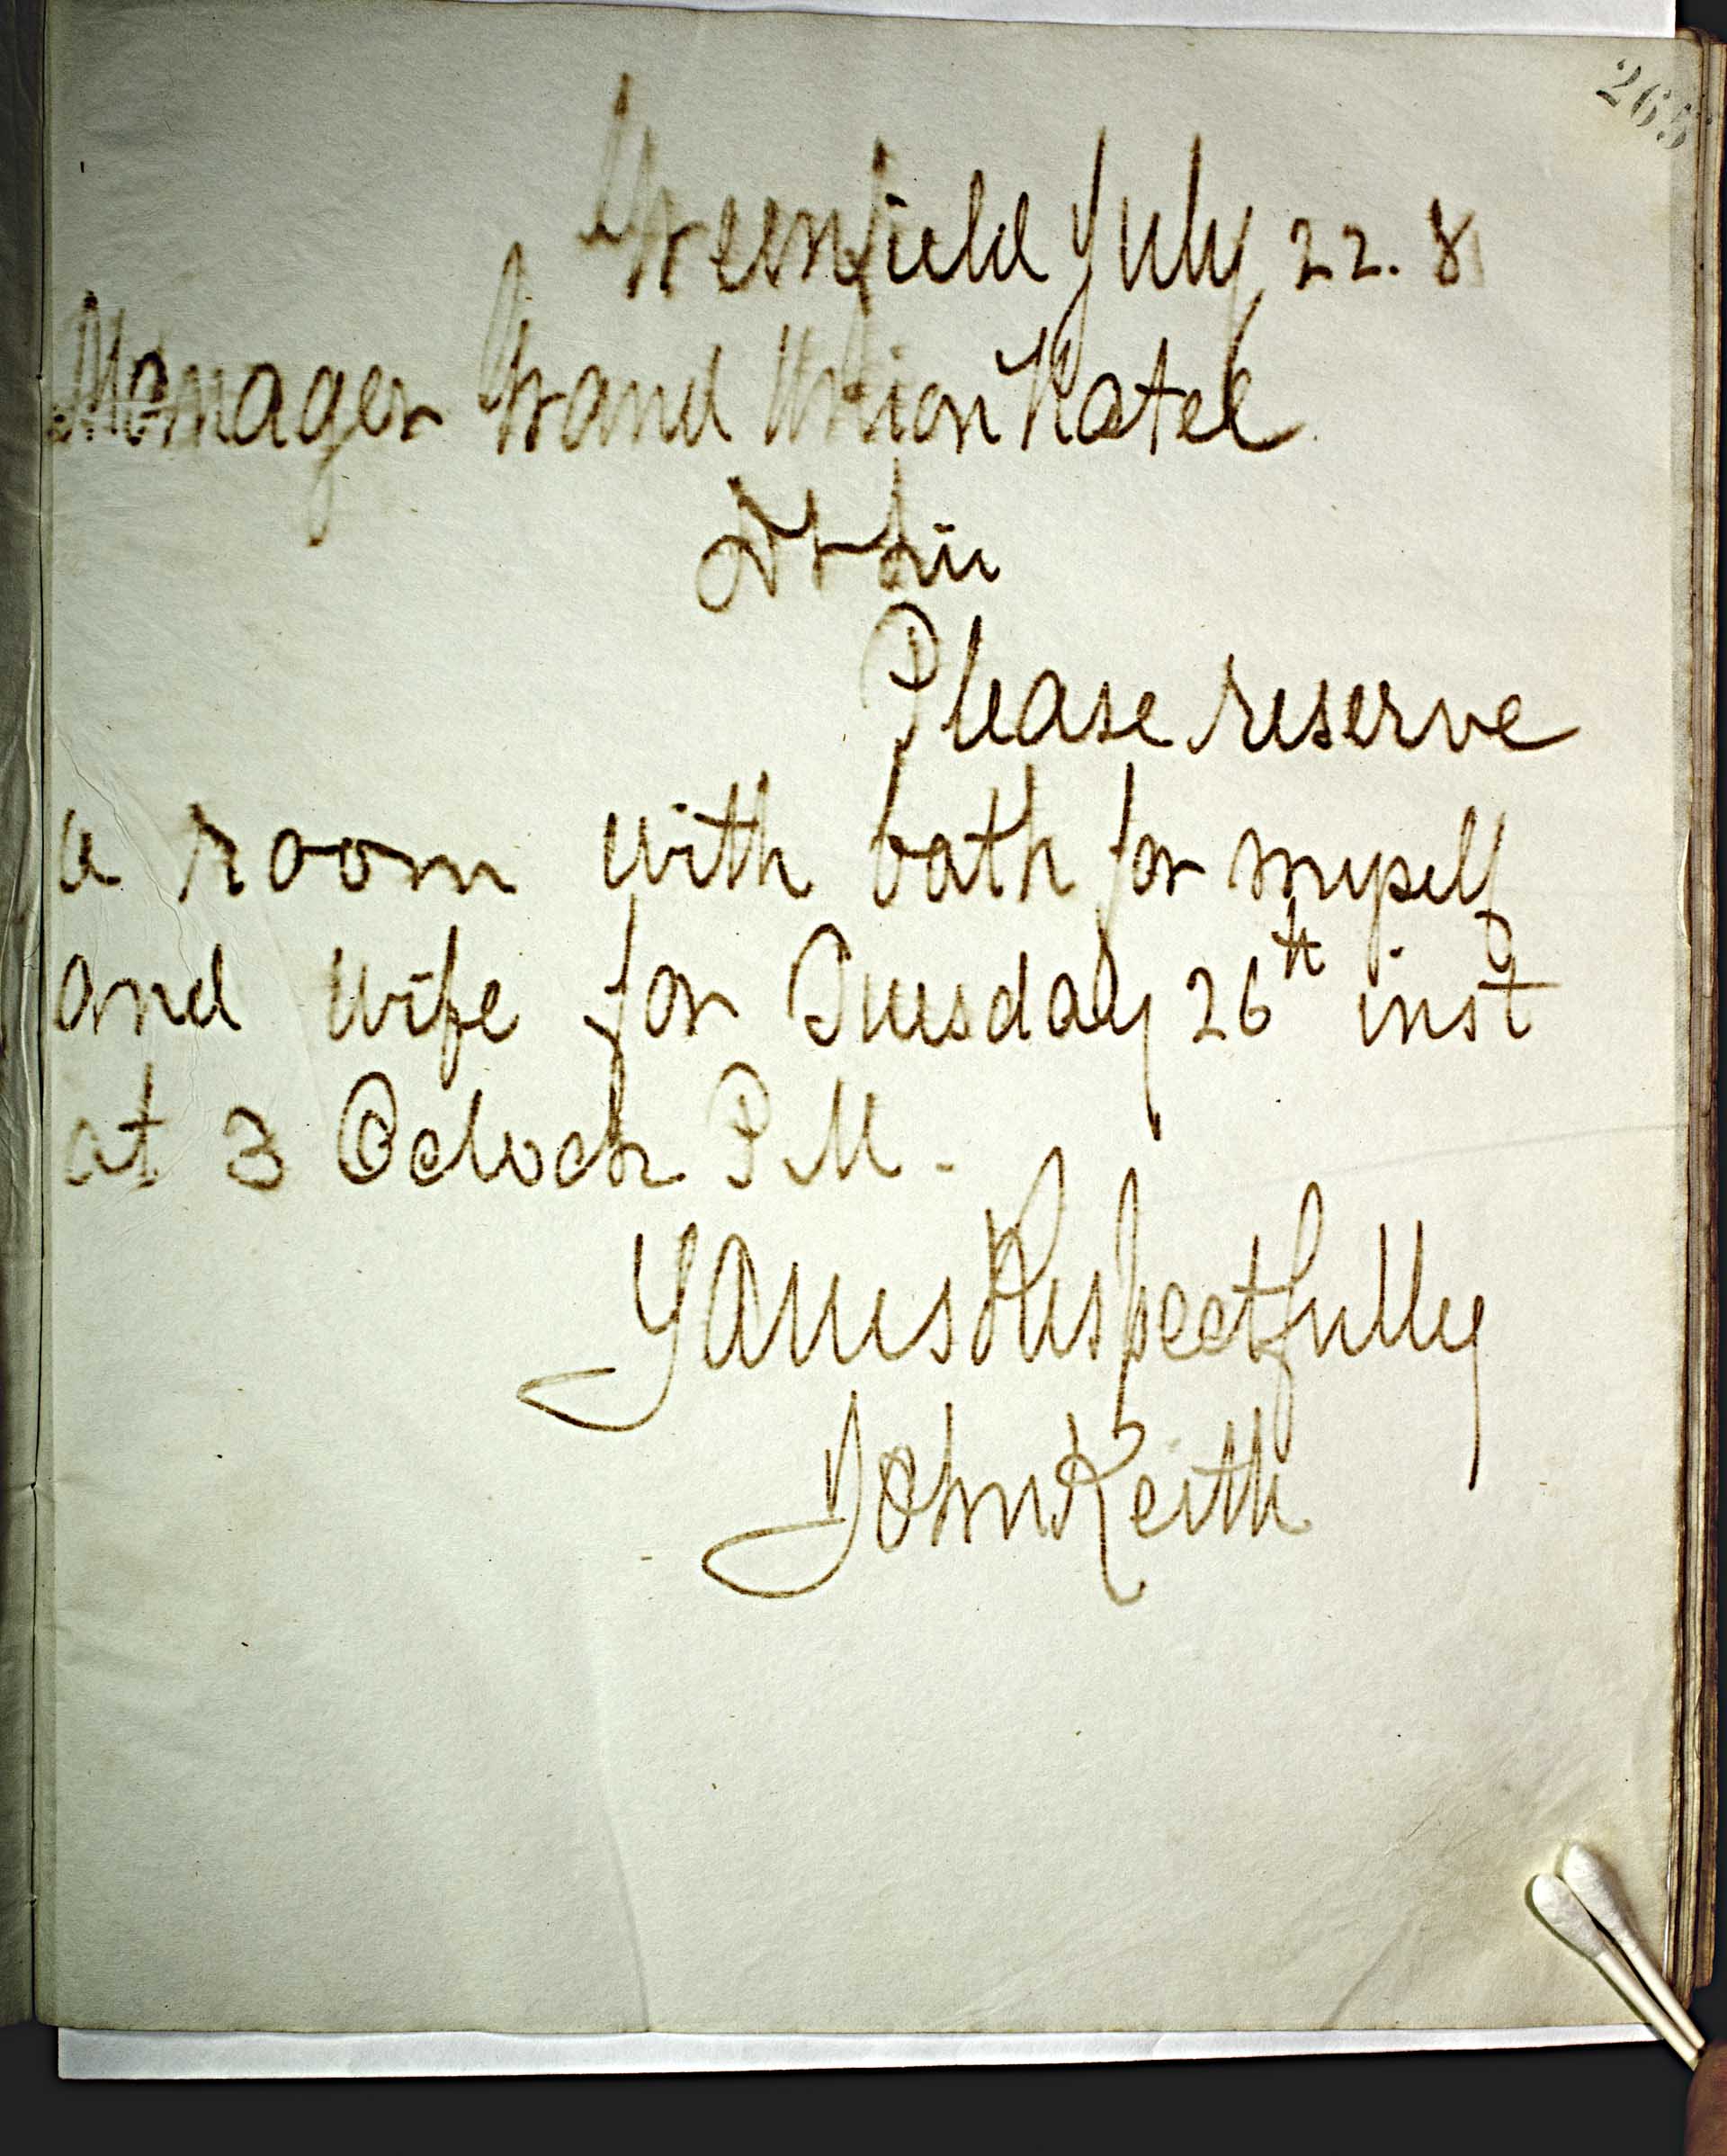 265
Greenfield July 22. 81
Manager Grand Union Hotel
Dr Sir
Please reserve
a room with bath for myself
and wife for Tuesday 26th inst
at 3 Oclock P.M.
Yours Respectfully
John Keith